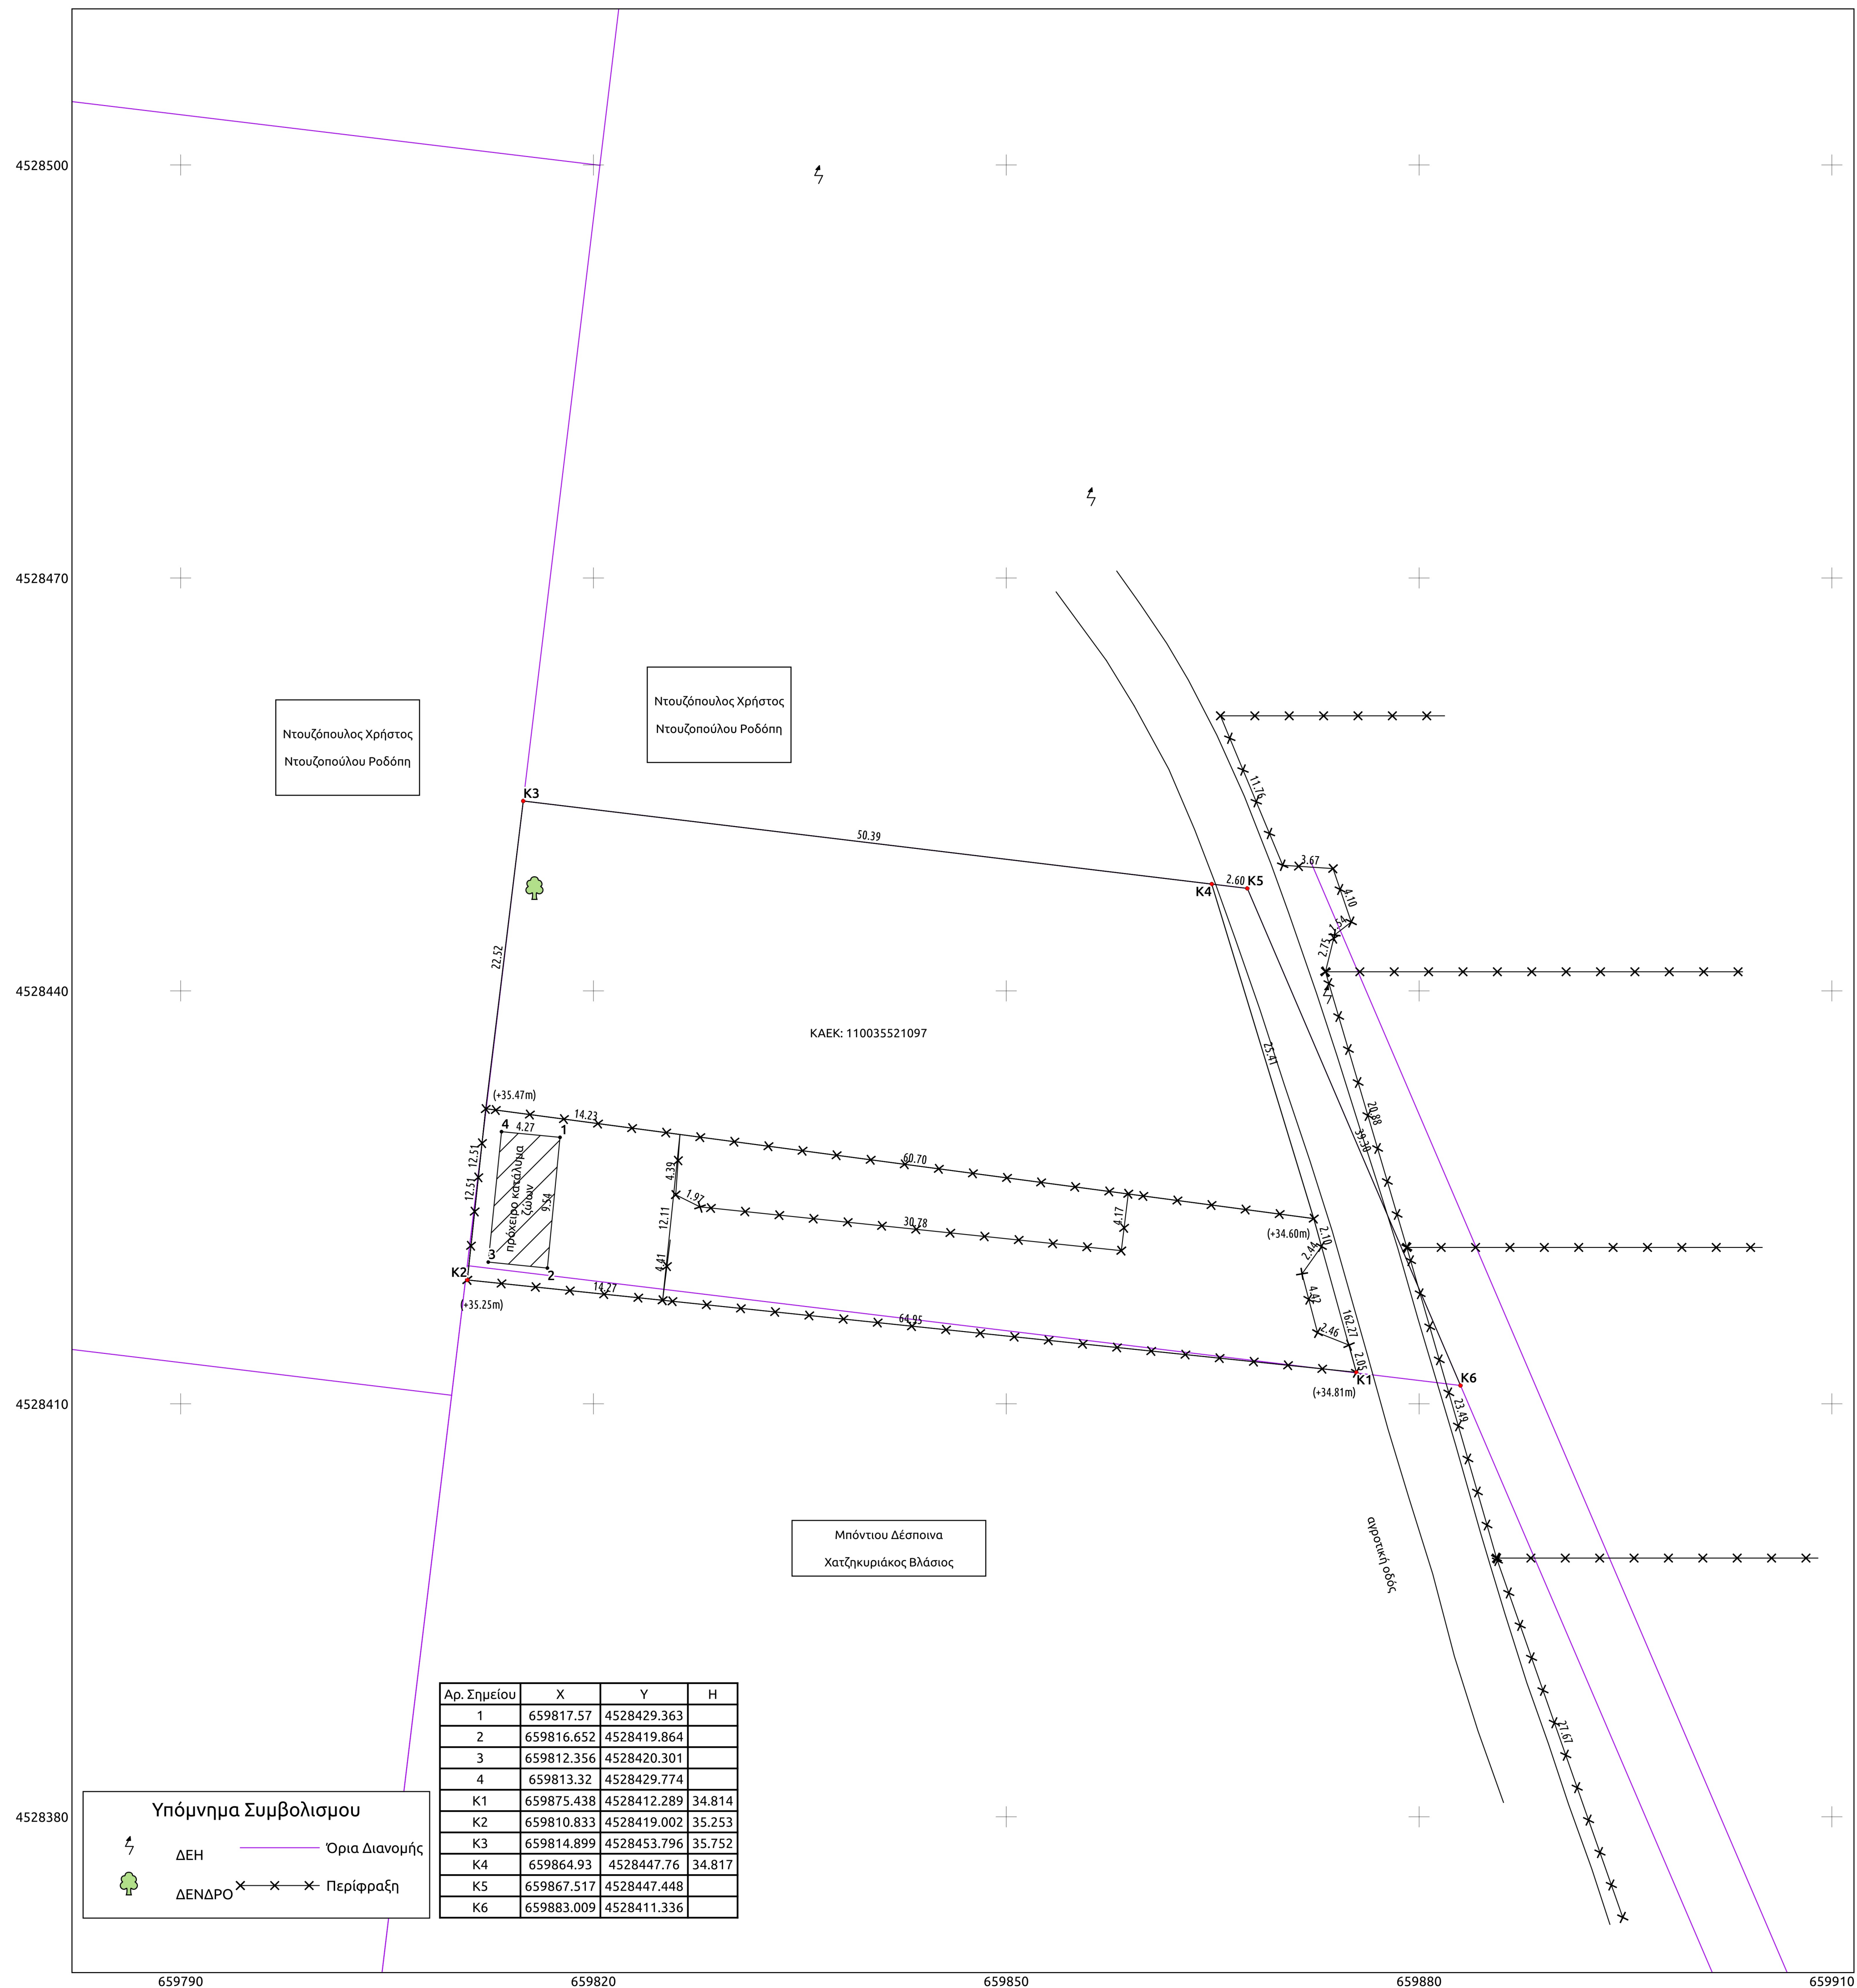 4528500
4528470
4528440
4528410
4528380
659790
659820
659850
659880
659910
Ντουζόπουλος Χρήστος
Ντουζοπούλου Ροδόπη
Ντουζόπουλος Χρήστος
Ντουζοπούλου Ροδόπη
K3
50.39
K4
2.60
K5
11.76
3.67
4.10
1.54
2.75
22.52
ΚΑΕΚ: 110035521097
25.41
20.88
39.30
(+35.47m)
14.23
4
4.27
1
12.51
12.51
πρόχειρο κατάλυμα
ζώων
9.54
3
2
4.39
1.97
12.11
60.70
30.78
4.17
4.41
(+34.60m)
2.10
2.44
4.42
2.46
162.27
2.05
K2
(+35.25m)
14.27
64.95
K1
(+34.81m)
K6
23.49
Μπόντιου Δέσποινα
Χατζηκυριάκος Βλάσιος
αγροτική οδός
27.67
Αρ. Σημείου X Y H
1 659817.57 4528429.363
2 659816.652 4528419.864
3 659812.356 4528420.301
4 659813.32 4528429.774
K1 659875.438 4528412.289 34.814
K2 659810.833 4528419.002 35.253
K3 659814.899 4528453.796 35.752
K4 659864.93 4528447.76 34.817
K5 659867.517 4528447.448
K6 659883.009 4528411.336
Υπόμνημα Συμβολισμου
ΔΕΗ
Όρια Διανομής
ΔΕΝΔΡΟ
Περίφραξη